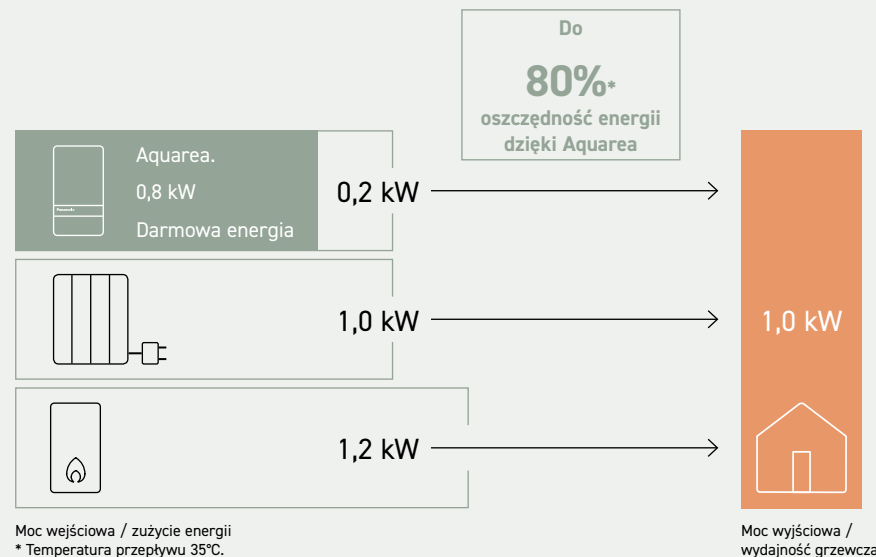 Do
80%*
oszczędność energii
dzięki Aquarea
Aquarea.
0,8 kW
Darmowa energia
Panasonic
0,2 kW
1,0 kW
1,2 kW
1,0 kW
Moc wejściowa / zużycie energii
* Temperatura przepływu 35°C.
Moc wyjściowa /
wydajność grzewcza